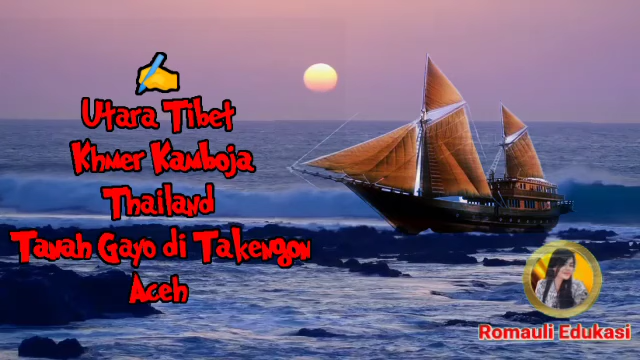 ✍
Utara Tibet
Khmer Kamboja
Thailand
Tanah Gayo di Takengon
Aceh
Romauli Edukasi